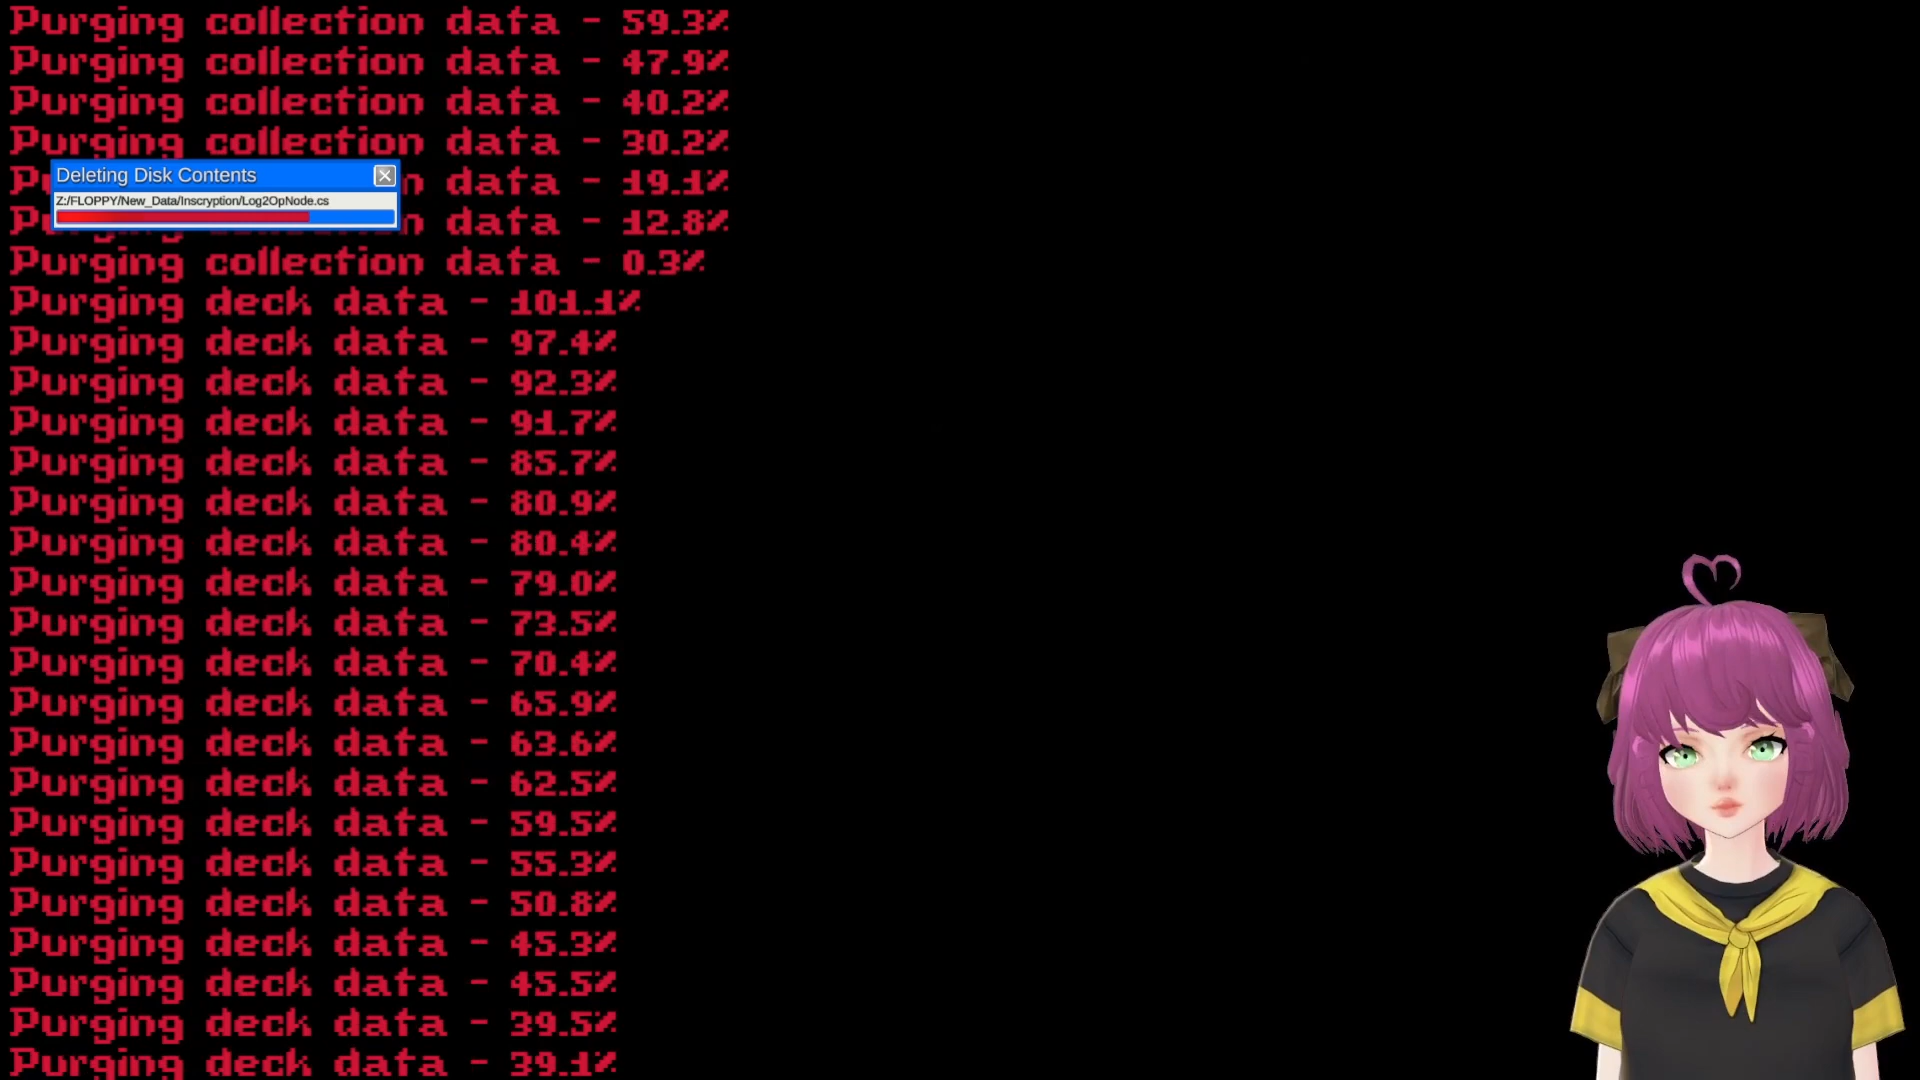 Purging collection data - 59.3%
Purging collection data - 47.9%
Purging collection data - 40.2%
Purging collection data - 30.2%
Deleting Disk Contents
19.1%
Z:/FLOPPY/New_Data/Inscryption/Log2OpNode.cs
12.8%
Purging collection data - 0.3%
Purging deck data - 101.1%
Purging deck data - 97.4%
Purging deck data - 92.3%
Purging deck data - 91.7%
Purging deck data - 85.7%
Purging deck data - 80.9%
Purging deck data - 80.4%
Purging deck data - 79.0%
Purging deck data - 73.5%
Purging deck data - 70.4%
Purging deck data - 65.9%
Purging deck data - 63.6%
Purging deck data - 62.5%
Purging deck data - 59.5%
Purging deck data - 55.3%
Purging deck data - 50.8%
Purging deck data - 45.3%
Purging deck data - 45.5%
Purging deck data - 39.5%
Purging deck data - 39.1%